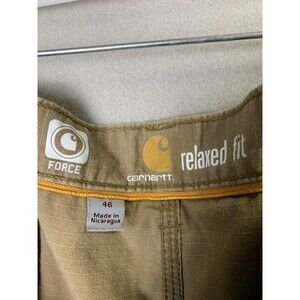 FORCE
carhartt
relaxed fit
46
Made in
Nicaragua